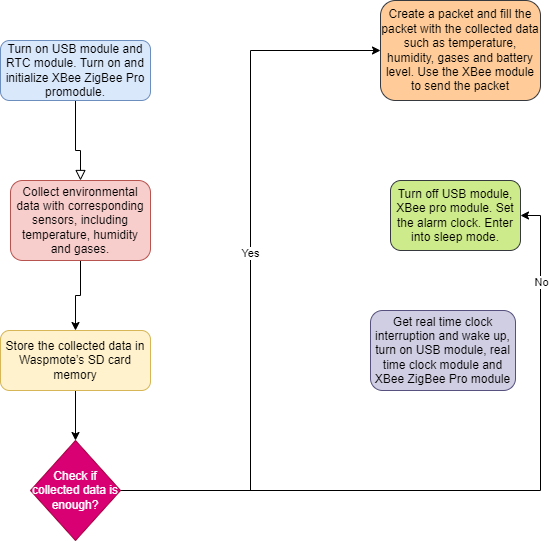 Turn on USB module and
RTC module. Turn on and
initialize XBee ZigBee Pro
promodule.
Collect environmental
data with corresponding
sensors, including
temperature, humidity
and gases.
Store the collected data in
Waspmote's SD card
memory
Check if
collected data is
enough?
Yes
Create a packet and fill the
packet with the collected data
such as temperature,
humidity, gases and battery
level. Use the XBee module
to send the packet
Turn off USB module,
XBee pro module. Set
the alarm clock. Enter
into sleep mode.
No
Get real time clock
interruption and wake up,
turn on USB module, real
time clock module and
XBee ZigBee Pro module